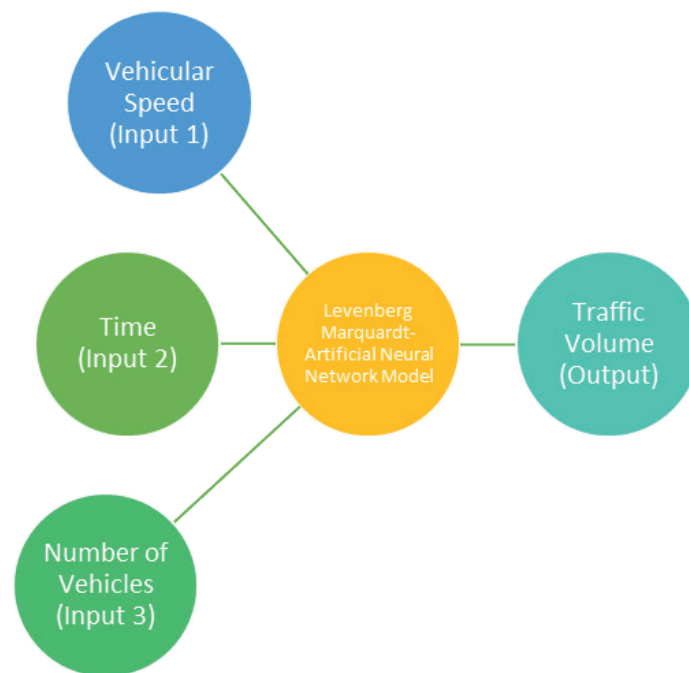 Vehicular
Speed
(Input 1)
Time
(Input 2)
Levenberg
Marquardt-
Artificial Neural
Network Model
Traffic
Volume
(Output)
Number of
Vehicles
(Input 3)